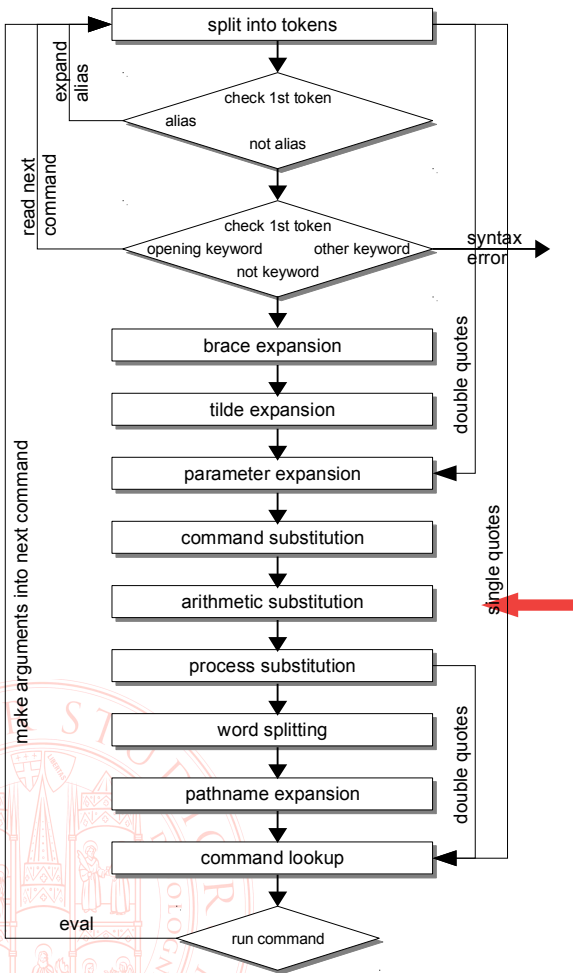 split into tokens
expand
alias
check 1st token
alias
not alias
read next
command
check 1st token
opening keyword
other keyword
not keyword
syntax
error
brace expansion
double quotes
tilde expansion
parameter expansion
command substitution
single quotes
arithmetic substitution
make arguments into next command
process substitution
word splitting
double quotes
pathname expansion
command lookup
eval
run command